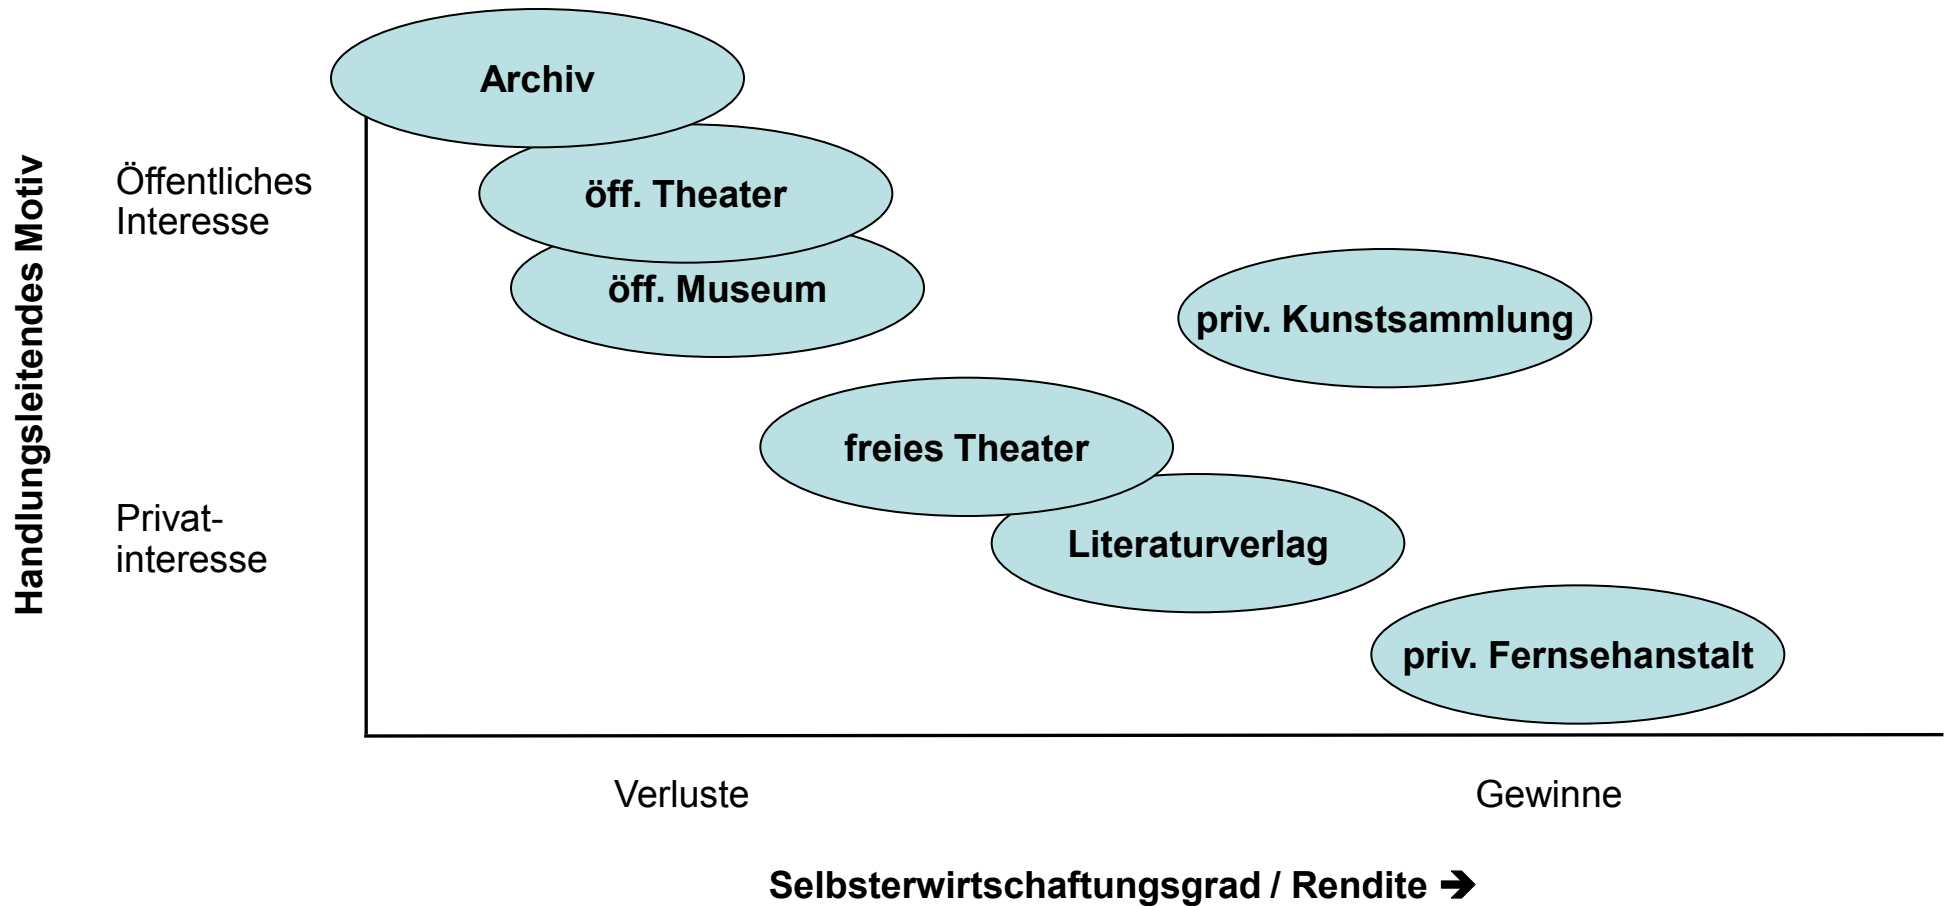 Handlungsleitendes Motiv
Öffentliches
Interesse
Privat-
interesse
Archiv
öff. Theater
öff. Museum
priv. Kunstsammlung
freies Theater
Literaturverlag
priv. Fernsehanstalt
Verluste
Gewinne
Selbsterwirtschaftungsgrad / Rendite ➔